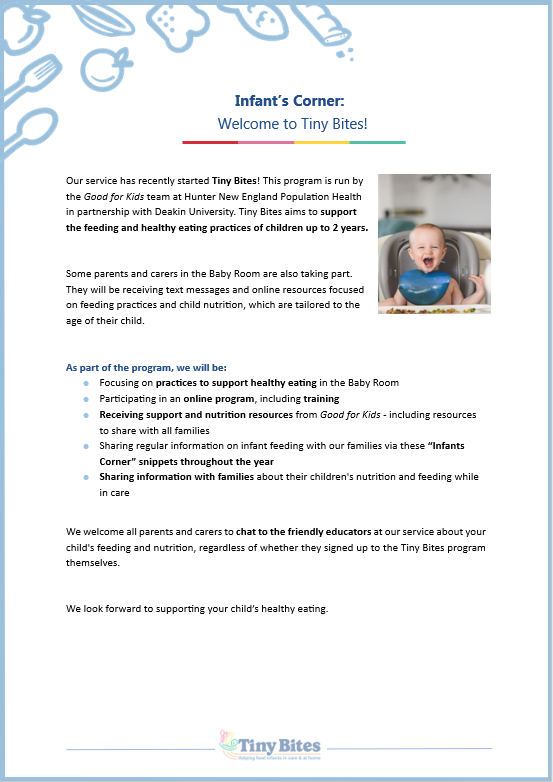 Infant’s Corner:
Welcome to Tiny Bites!
Our service has recently started Tiny Bites! This program is run by
the Good for Kids team at Hunter New England Population Health
in partnership with Deakin University. Tiny Bites aims to support
the feeding and healthy eating practices of children up to 2 years.
Some parents and carers in the Baby Room are also taking part.
They will be receiving text messages and online resources focused
on feeding practices and child nutrition, which are tailored to the
age of their child.
As part of the program, we will be:
Focusing on practices to support healthy eating in the Baby Room
Participating in an online program, including training
Receiving support and nutrition resources from Good for Kids - including resources
to share with all families
Sharing regular information on infant feeding with our families via these “Infants
Corner” snippets throughout the year
Sharing information with families about their children's nutrition and feeding while
in care
We welcome all parents and carers to chat to the friendly educators at our service about your
child's feeding and nutrition, regardless of whether they signed up to the Tiny Bites program
themselves.
We look forward to supporting your child’s healthy eating.
Tiny Bites
Helping feed infants in care & at home